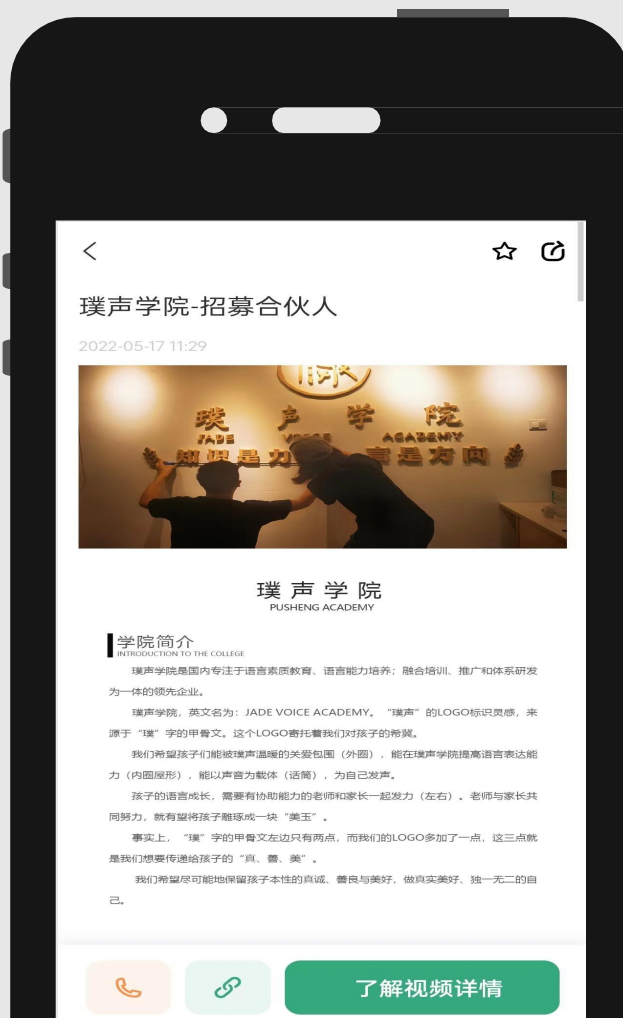 璞声学院-招募合伙人
2022-05-17 11:29
璞声学院
JADE VOICE ACADEMY
知识是力 言是方向
璞声学院
PUSHENG ACADEMY
学院简介
INTRODUCTION TO THE COLLEGE
璞声学院是国内专注于语言素质教育、语言能力培养；融合培训、推广和体系研发
为一体的领先企业。
璞声学院，英文名为：JADE VOICE ACADEMY。“璞声”的LOGO标识灵感，来
源于“璞”字的甲骨文。这个LOGO寄托着我们对孩子的希冀。
我们希望孩子们能被璞声温暖的关爱包围（外圈），能在璞声学院提高语言表达能
力（内圈屋形），能以声音为载体（话筒），为自己发声。
孩子的语言成长，需要有协助能力的老师和家长一起发力（左右）。老师与家长共
同努力，就有望将孩子雕琢成一块“美玉”。
事实上，“璞”字的甲骨文左边只有两点，而我们的LOGO多加了一点，这三点就
是我们想要传递给孩子的“真、善、美”。
我们希望尽可能地保留孩子本性的真诚、善良与美好，做真实美好、独一无二的自
己。
了解视频详情